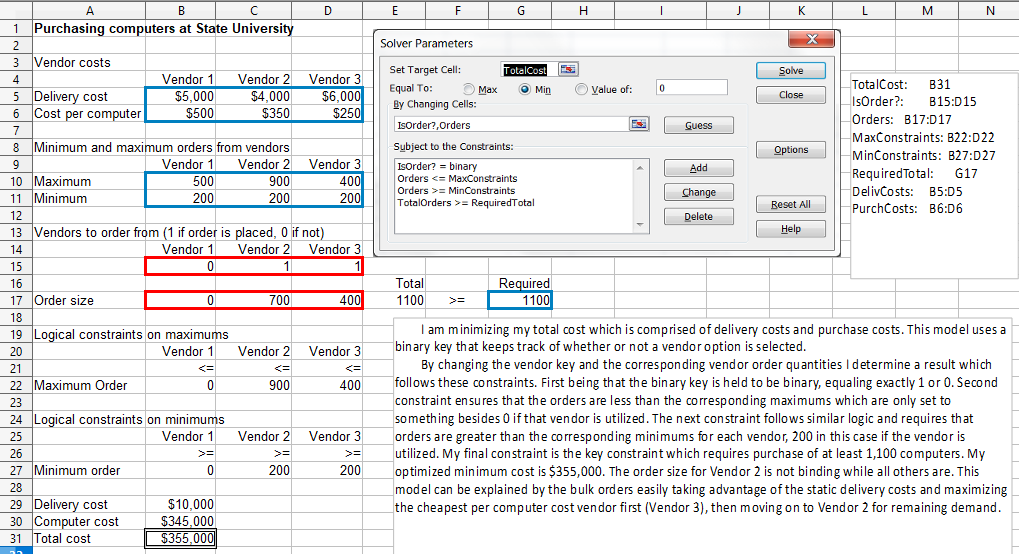 A B C D E F G H I J K L M N
1 Purchasing computers at State University
2
3 Vendor costs
4 Vendor 1 Vendor 2 Vendor 3
5 Delivery cost $5,000 $4,000 $6,000
6 Cost per computer $500 $350 $250
7
8 Minimum and maximum orders from vendors
9 Vendor 1 Vendor 2 Vendor 3
10 Maximum 500 900 400
11 Minimum 200 200 200
12
13 Vendors to order from (1 if order is placed, 0 if not)
14 Vendor 1 Vendor 2 Vendor 3
15 0 1 1
16 Total Required
17 Order size 0 700 400 1100 >= 1100
18
19 Logical constraints on maximums
20 Vendor 1 Vendor 2 Vendor 3
21 <= <= <=
22 Maximum Order 0 900 400
23
24 Logical constraints on minimums
25 Vendor 1 Vendor 2 Vendor 3
26 >= >= >=
27 Minimum order 0 200 200
28
29 Delivery cost $10,000
30 Computer cost $345,000
31 Total cost $355,000
Solver Parameters
Set Target Cell: TotalCost Solve
Equal To: Max Min Value of: 0 Close
By Changing Cells:
IsOrder?,Orders Guess
Subject to the Constraints: Options
IsOrder? = binary Add
Orders <= MaxConstraints
Orders >= MinConstraints Change
TotalOrders >= RequiredTotal Reset All
Delete
Help
TotalCost: B31
IsOrder?: B15:D15
Orders: B17:D17
MaxConstraints: B22:D22
MinConstraints: B27:D27
RequiredTotal: G17
DelivCosts: B5:D5
PurchCosts: B6:D6
I am minimizing my total cost which is comprised of delivery costs and purchase costs. This model uses a
binary key that keeps track of whether or not a vendor option is selected.
By changing the vendor key and the corresponding vendor order quantities I determine a result which
follows these constraints. First being that the binary key is held to be binary, equaling exactly 1 or 0. Second
constraint ensures that the orders are less than the corresponding maximums which are only set to
something besides 0 if that vendor is utilized. The next constraint follows similar logic and requires that
orders are greater than the corresponding minimums for each vendor, 200 in this case if the vendor is
utilized. My final constraint is the key constraint which requires purchase of at least 1,100 computers. My
optimized minimum cost is $355,000. The order size for Vendor 2 is not binding while all others are. This
model can be explained by the bulk orders easily taking advantage of the static delivery costs and maximizing
the cheapest per computer cost vendor first (Vendor 3), then moving on to Vendor 2 for remaining demand.